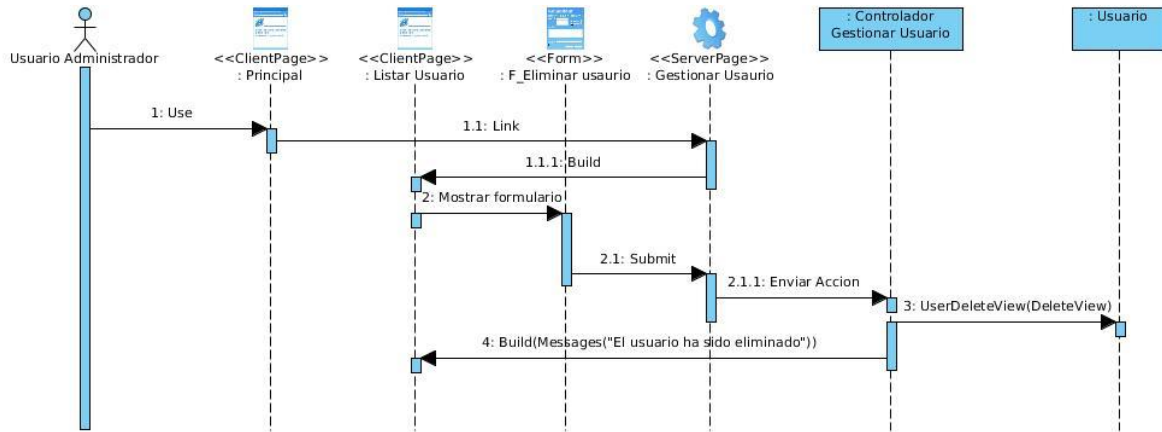 Usuario Administrador
<<ClientPage>>
: Principal
<<ClientPage>>
: Listar Usuario
<<Form>>
: F_Eliminar usaurio
<<ServerPage>>
: Gestionar Usaurio
: Controlador
Gestionar Usuario
: Usuario
1: Use
1.1: Link
1.1.1: Build
2: Mostrar formulario
2.1: Submit
2.1.1: Enviar Accion
3: UserDeleteView(DeleteView)
4: Build(Messages("El usuario ha sido eliminado"))